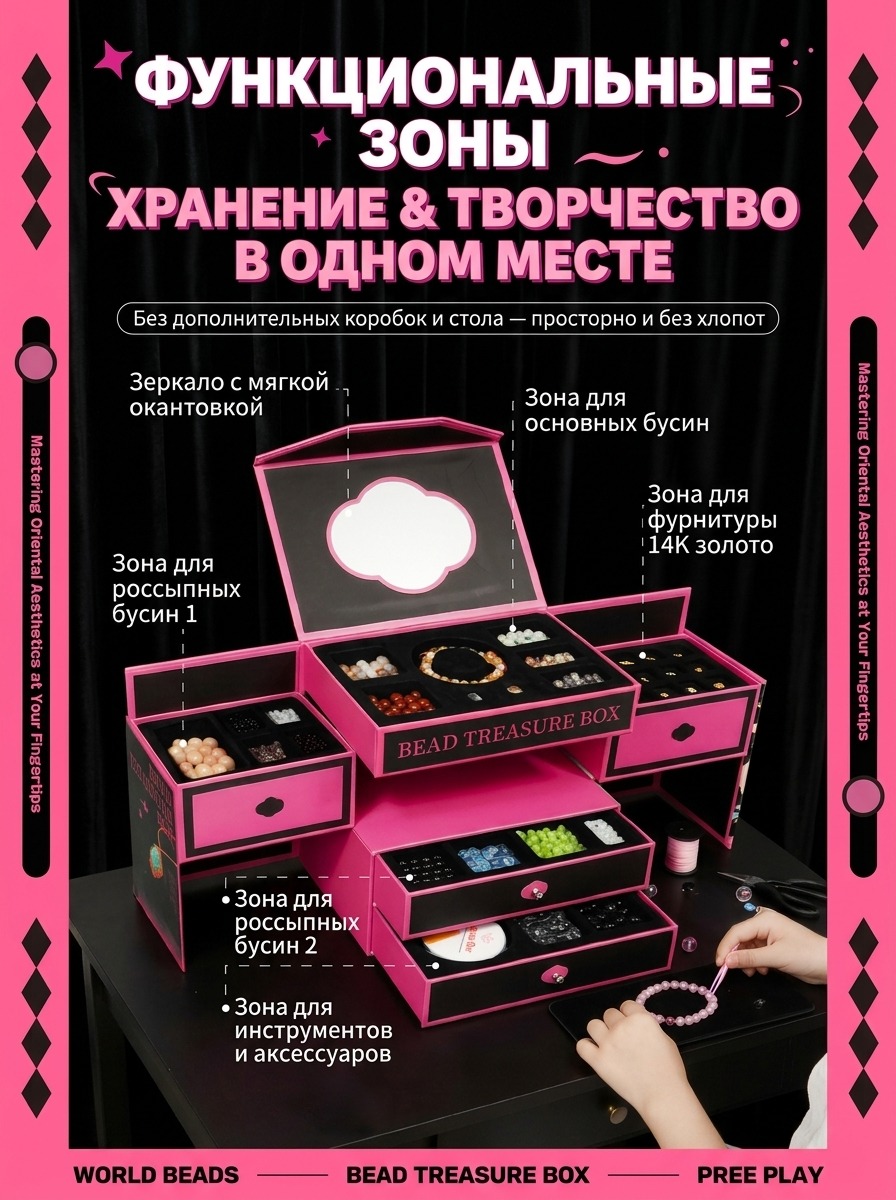 ФУНКЦИОНАЛЬНЫЕ
ЗОНЫ
ХРАНЕНИЕ & ТВОРЧЕСТВО
В ОДНОМ МЕСТЕ
Без дополнительных коробок и стола — просторно и без хлопот
Зеркало с мягкой
окантовкой
Зона для
основных бусин
Зона для
фурнитуры
14К золото
Зона для
россыпных
бусин 1
BEAD TREASURE BOX
Зона для
россыпных
бусин 2
Зона для
инструментов
и аксессуаров
Mastering Oriental Aesthetics at Your Fingertips
Mastering Oriental Aesthetics at Your Fingertips
WORLD BEADS
BEAD TREASURE BOX
PREE PLAY